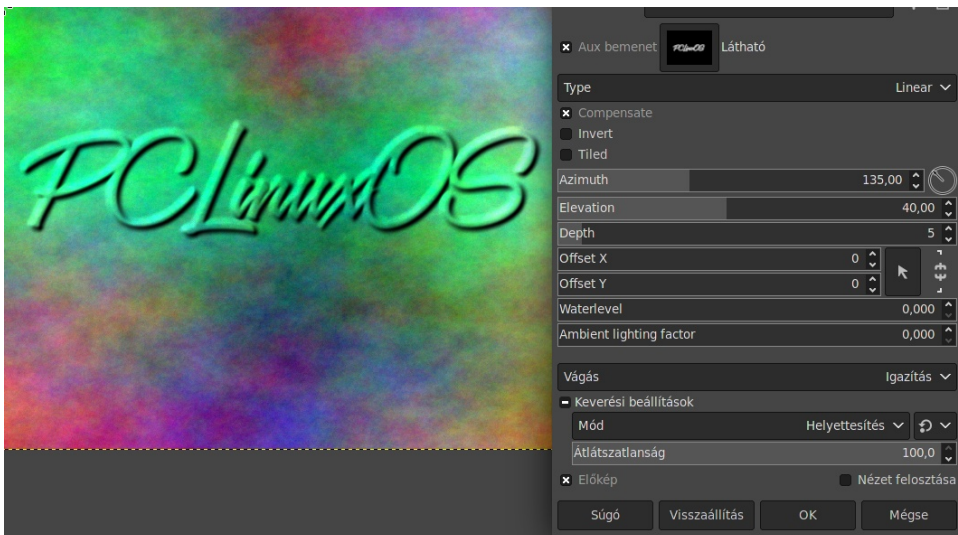 PCLinuxOS
Aux bemenet PCLinuxOS Látható
Type Linear
Compensate
Invert
Tiled
Azimuth 135,00
Elevation 40,00
Depth 5
Offset X 0
Offset Y 0
Waterlevel 0,000
Ambient lighting factor 0,000
Vágás Igazítás
Keverési beállítások
Mód Helyettesítés
Átlátszatlanság 100,0
Előkép Nézet felosztása
Súgó Visszaállítás OK Mégse